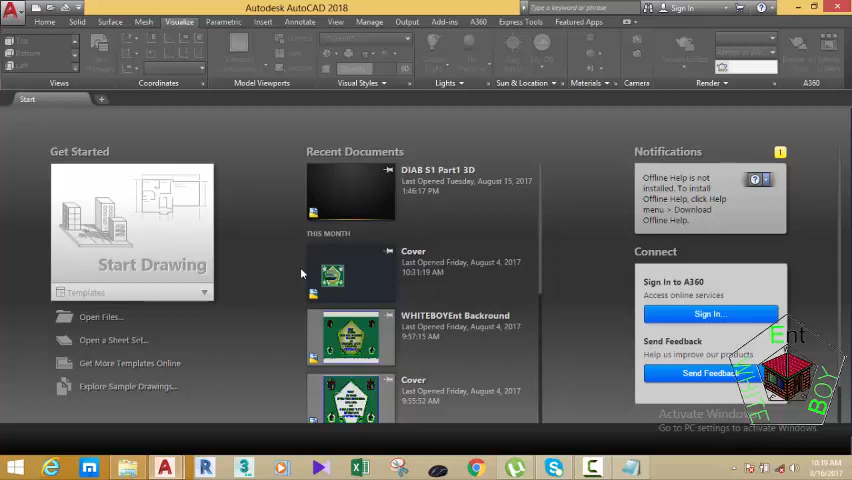 Autodesk AutoCAD 2018
Type a keyword or phrase
Sign In
Home Solid Surface Mesh Visualize Parametric Insert Annotate View Manage Output Add-ins A360 Express Tools Featured Apps
Top
Bottom
Left
Opacity 60
Views Coordinates Model Viewports Visual Styles Lights Sun & Location Camera Materials Render A360
Start
Get Started
Start Drawing
Templates
Open Files...
Open a Sheet Set...
Get More Templates Online
Explore Sample Drawings...
Recent Documents
DIAB S1 Part1 3D
Last Opened Tuesday, August 15, 2017
1:46:17 PM
THIS MONTH
Cover
Last Opened Friday, August 4, 2017
10:31:19 AM
WHITEBOYEnt Backround
Last Opened Friday, August 4, 2017
9:57:15 AM
Cover
Last Opened Friday, August 4, 2017
9:55:52 AM
Notifications
1
Offline Help is not
installed. To install
Offline Help, click Help
menu > Download
Offline Help.
Connect
Sign In to A360
Access online services
Sign In...
Send Feedback
Help us improve our products
Send Feedback
Ent
WHITE
BOY
Activate Windows
Go to PC settings to activate Windows.
10:19 AM
8/16/2017